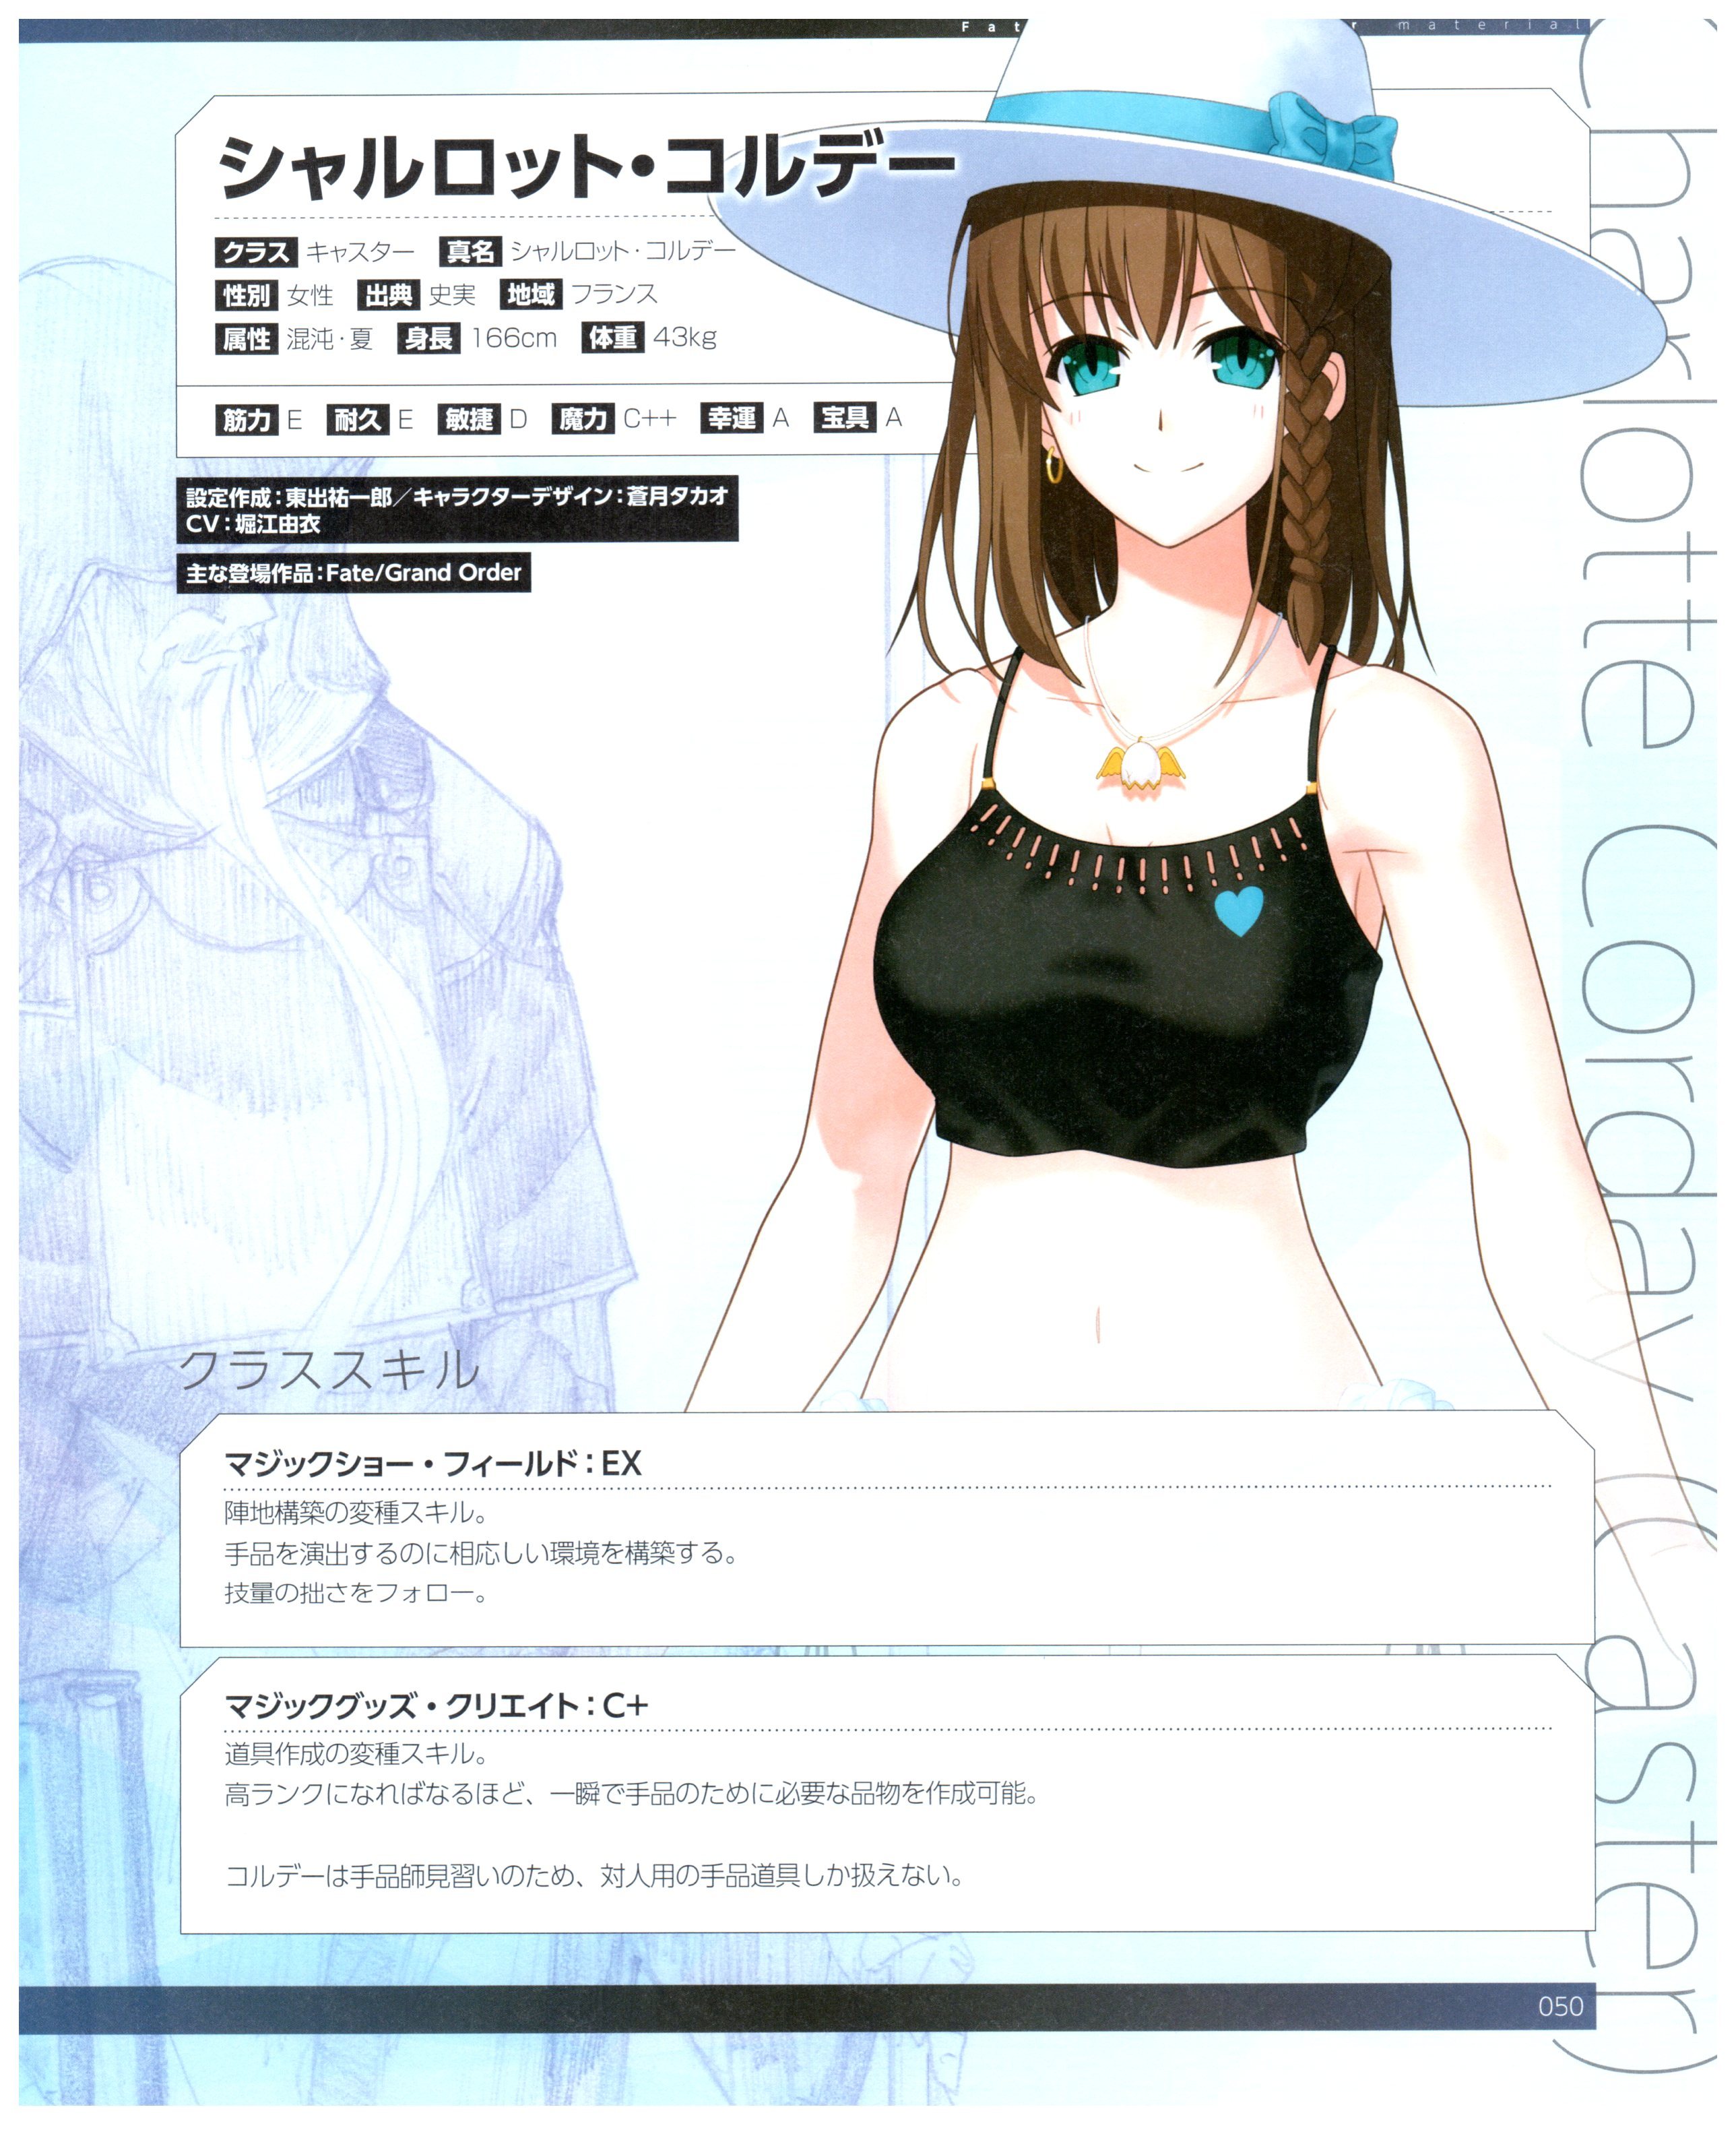 Fat r material
シャルロット・コルデー
クラス キャスター 真名 シャルロット・コルデー
性別 女性 出典 史実 地域 フランス
属性 混沌・夏 身長 166cm 体重 43kg
筋力 E 耐久 E 敏捷 D 魔力 C++ 幸運 A 宝具 A
設定作成：東出祐一郎／キャラクターデザイン：蒼月タカオ
CV：堀江由衣
主な登場作品：Fate/Grand Order
クラススキル
マジックショー・フィールド：EX
陣地構築の変種スキル。
手品を演出するのに相応しい環境を構築する。
技量の拙さをフォロー。
マジックグッズ・クリエイト：C+
道具作成の変種スキル。
高ランクになればなるほど、一瞬で手品のために必要な品物を作成可能。
コルデーは手品師見習いのため、対人用の手品道具しか扱えない。
050
Charlotte Corday Caster